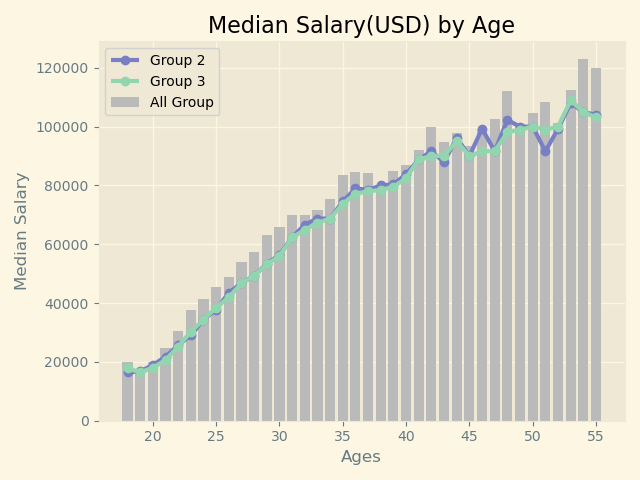 Median Salary(USD) by Age
Group 2
Group 3
All Group
Median Salary
120000
100000
80000
60000
40000
20000
0
20 25 30 35 40 45 50 55
Ages